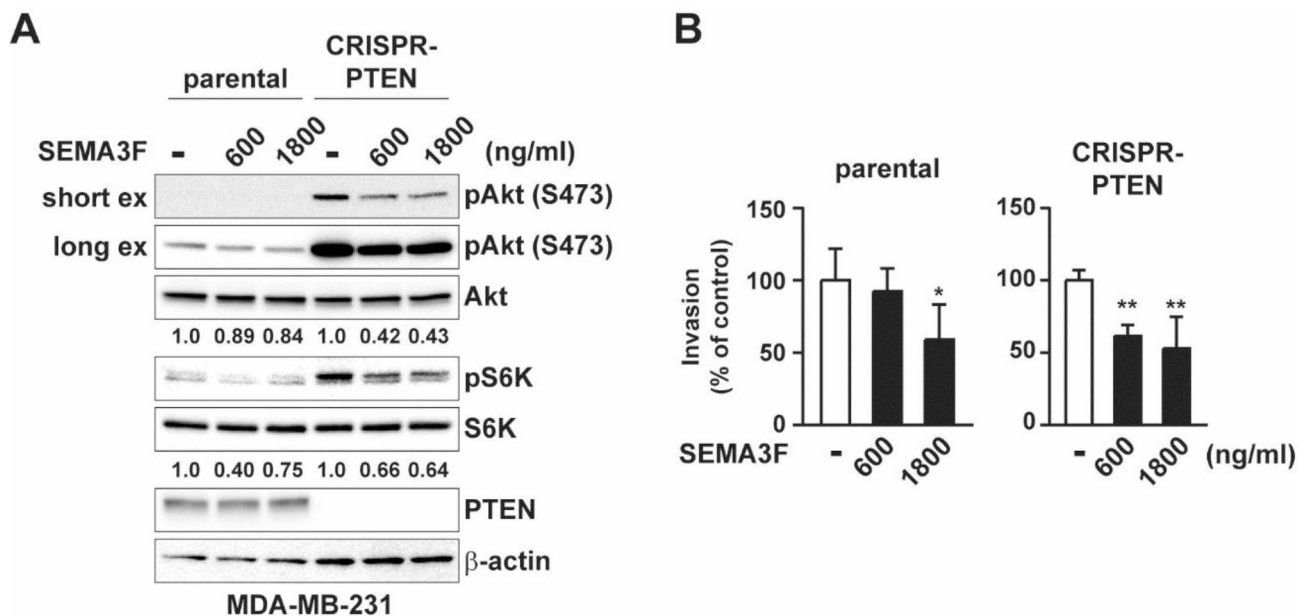 A
parental
CRISPR-
PTEN
SEMA3F - 600 1800 - 600 1800 (ng/ml)
short ex pAkt (S473)
long ex pAkt (S473)
Akt
1.0 0.89 0.84 1.0 0.42 0.43
pS6K
S6K
1.0 0.40 0.75 1.0 0.66 0.64
PTEN
β-actin
MDA-MB-231
B
parental
Invasion
(% of control)
150
100
50
0
*
SEMA3F - 600 1800
CRISPR-
PTEN
150
100
50
0
** **
- 600 1800 (ng/ml)